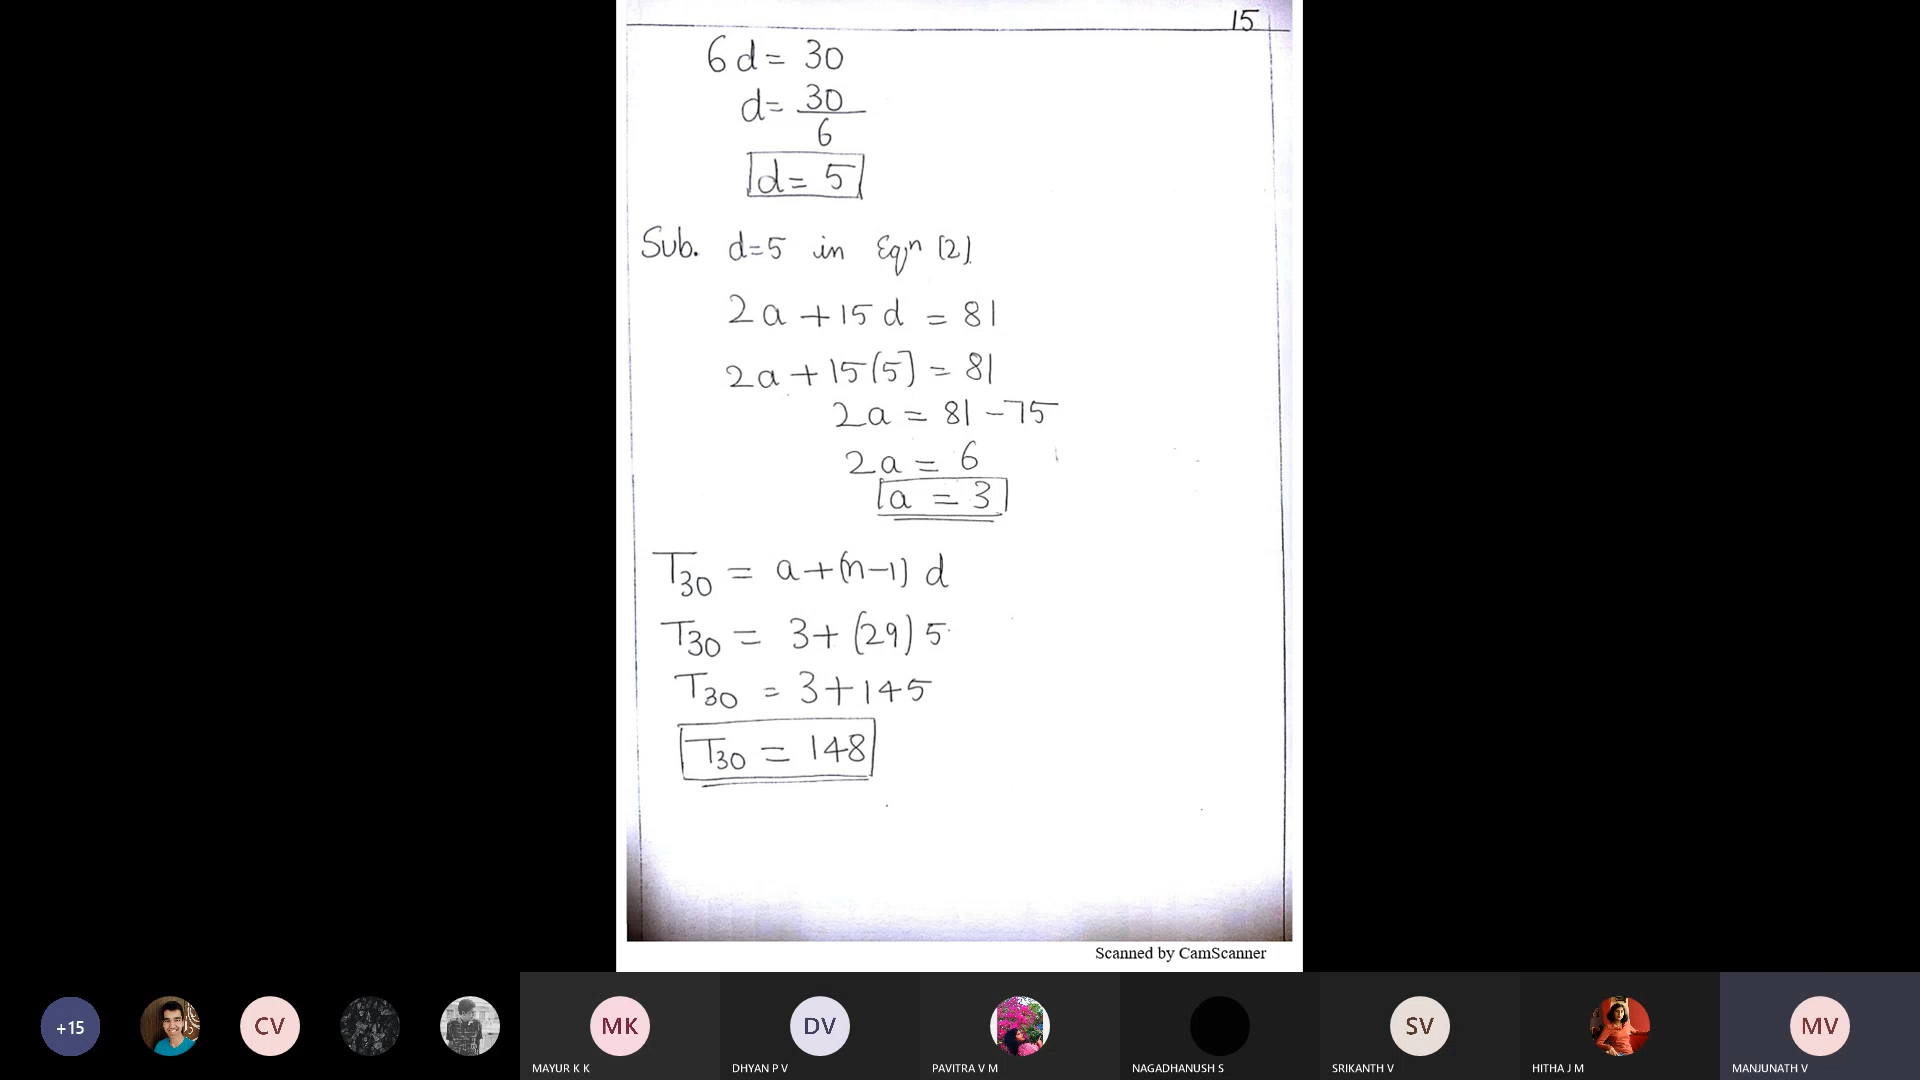 15
6d = 30
d = 30
6
d = 5
Sub. d=5 in Eqn (2).
2a + 15d = 81
2a + 15(5) = 81
2a = 81 - 75
2a = 6
a = 3
T30 = a+(n-1) d
T30 = 3+(29) 5
T30 = 3+145
T30 = 148
Scanned by CamScanner
+15
CV
MK
DV
SV
MV
MAYUR K K
DHYAN P V
PAVITRA V M
NAGADHANUSH S
SRIKANTH V
HITHA J M
MANJUNATH V